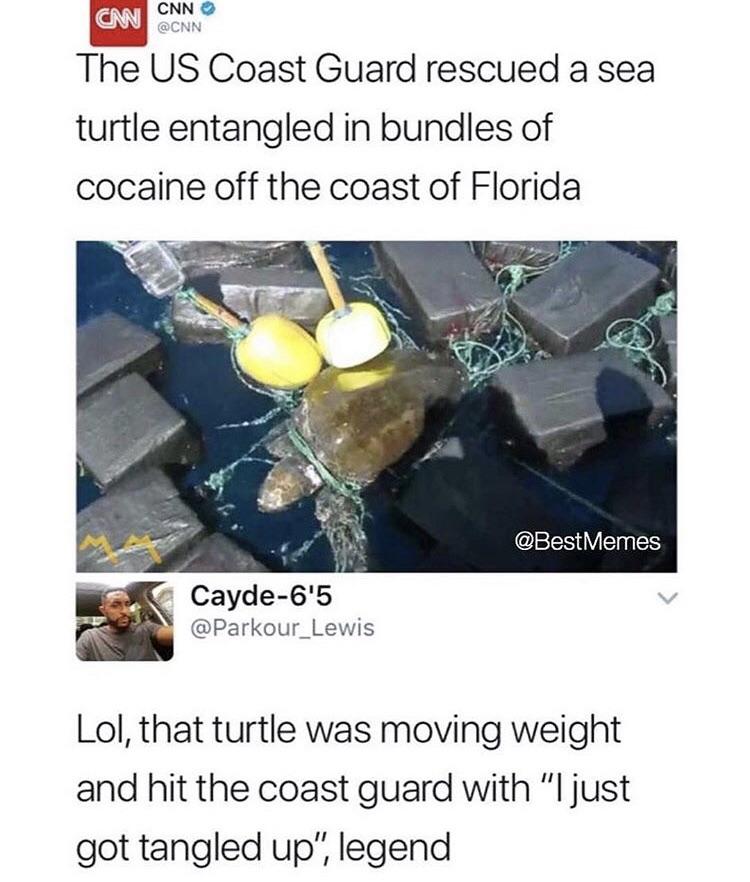 CNN
CNN
@CNN
The US Coast Guard rescued a sea
turtle entangled in bundles of
cocaine off the coast of Florida
@BestMemes
Cayde-6'5
@Parkour_Lewis
Lol, that turtle was moving weight
and hit the coast guard with "I just
got tangled up", legend